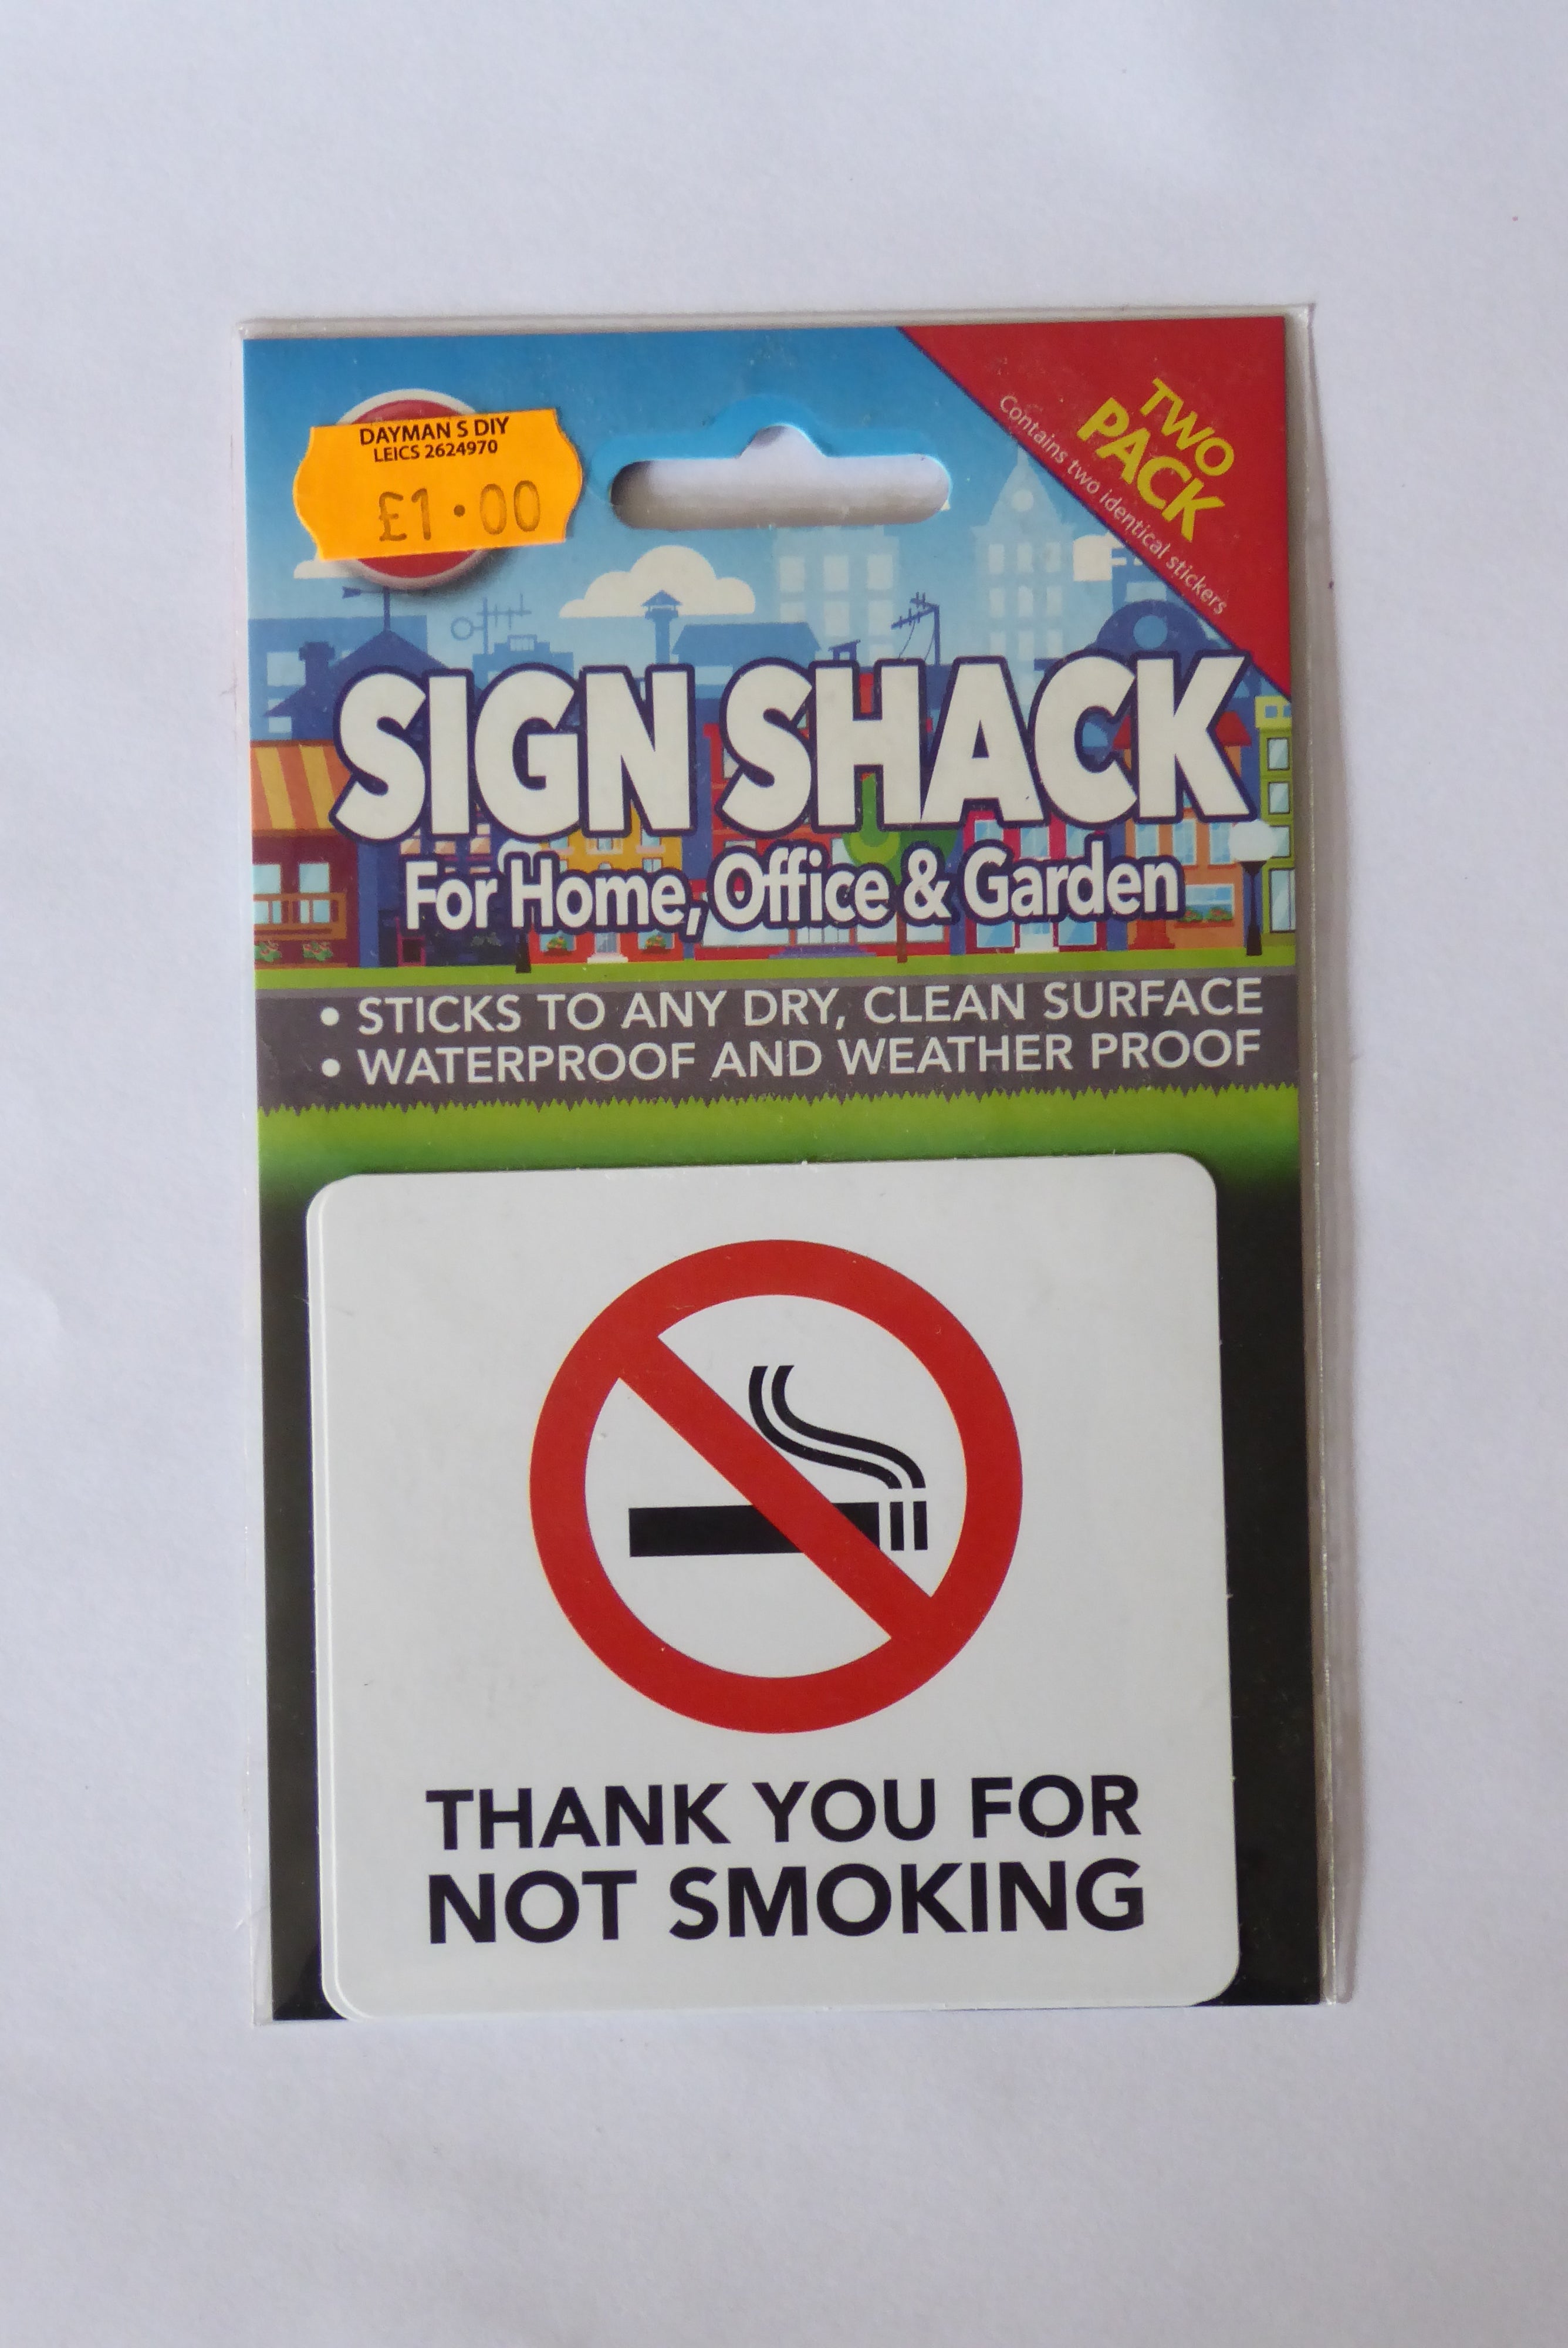 DAYMAN S DIY
LEICS 2624970
£1.00
TWO
PACK
Contains two identical stickers
SIGN SHACK
For Home, Office & Garden
• STICKS TO ANY DRY, CLEAN SURFACE
• WATERPROOF AND WEATHER PROOF
THANK YOU FOR
NOT SMOKING